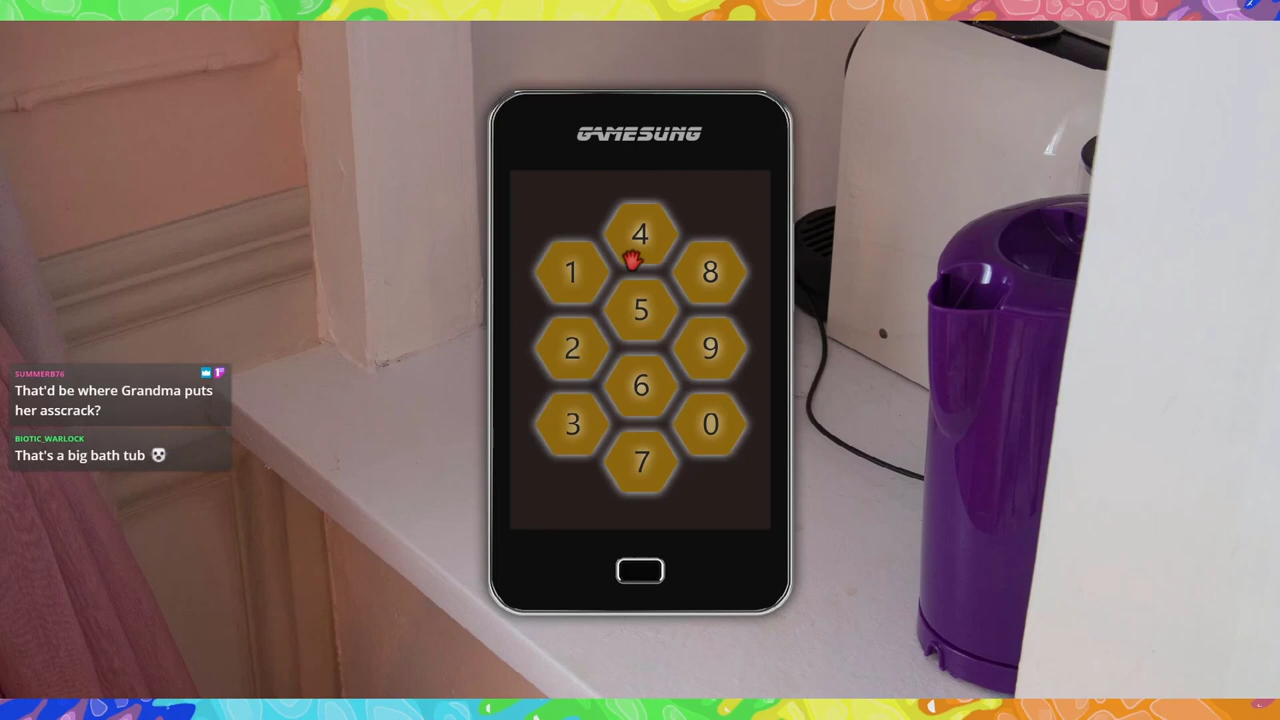 GAMESUNG
4
1
8
5
2
9
6
3
0
7
SUMMERB76
That'd be where Grandma puts
her asscrack?
BIOTIC_WARLOCK
That's a big bath tub